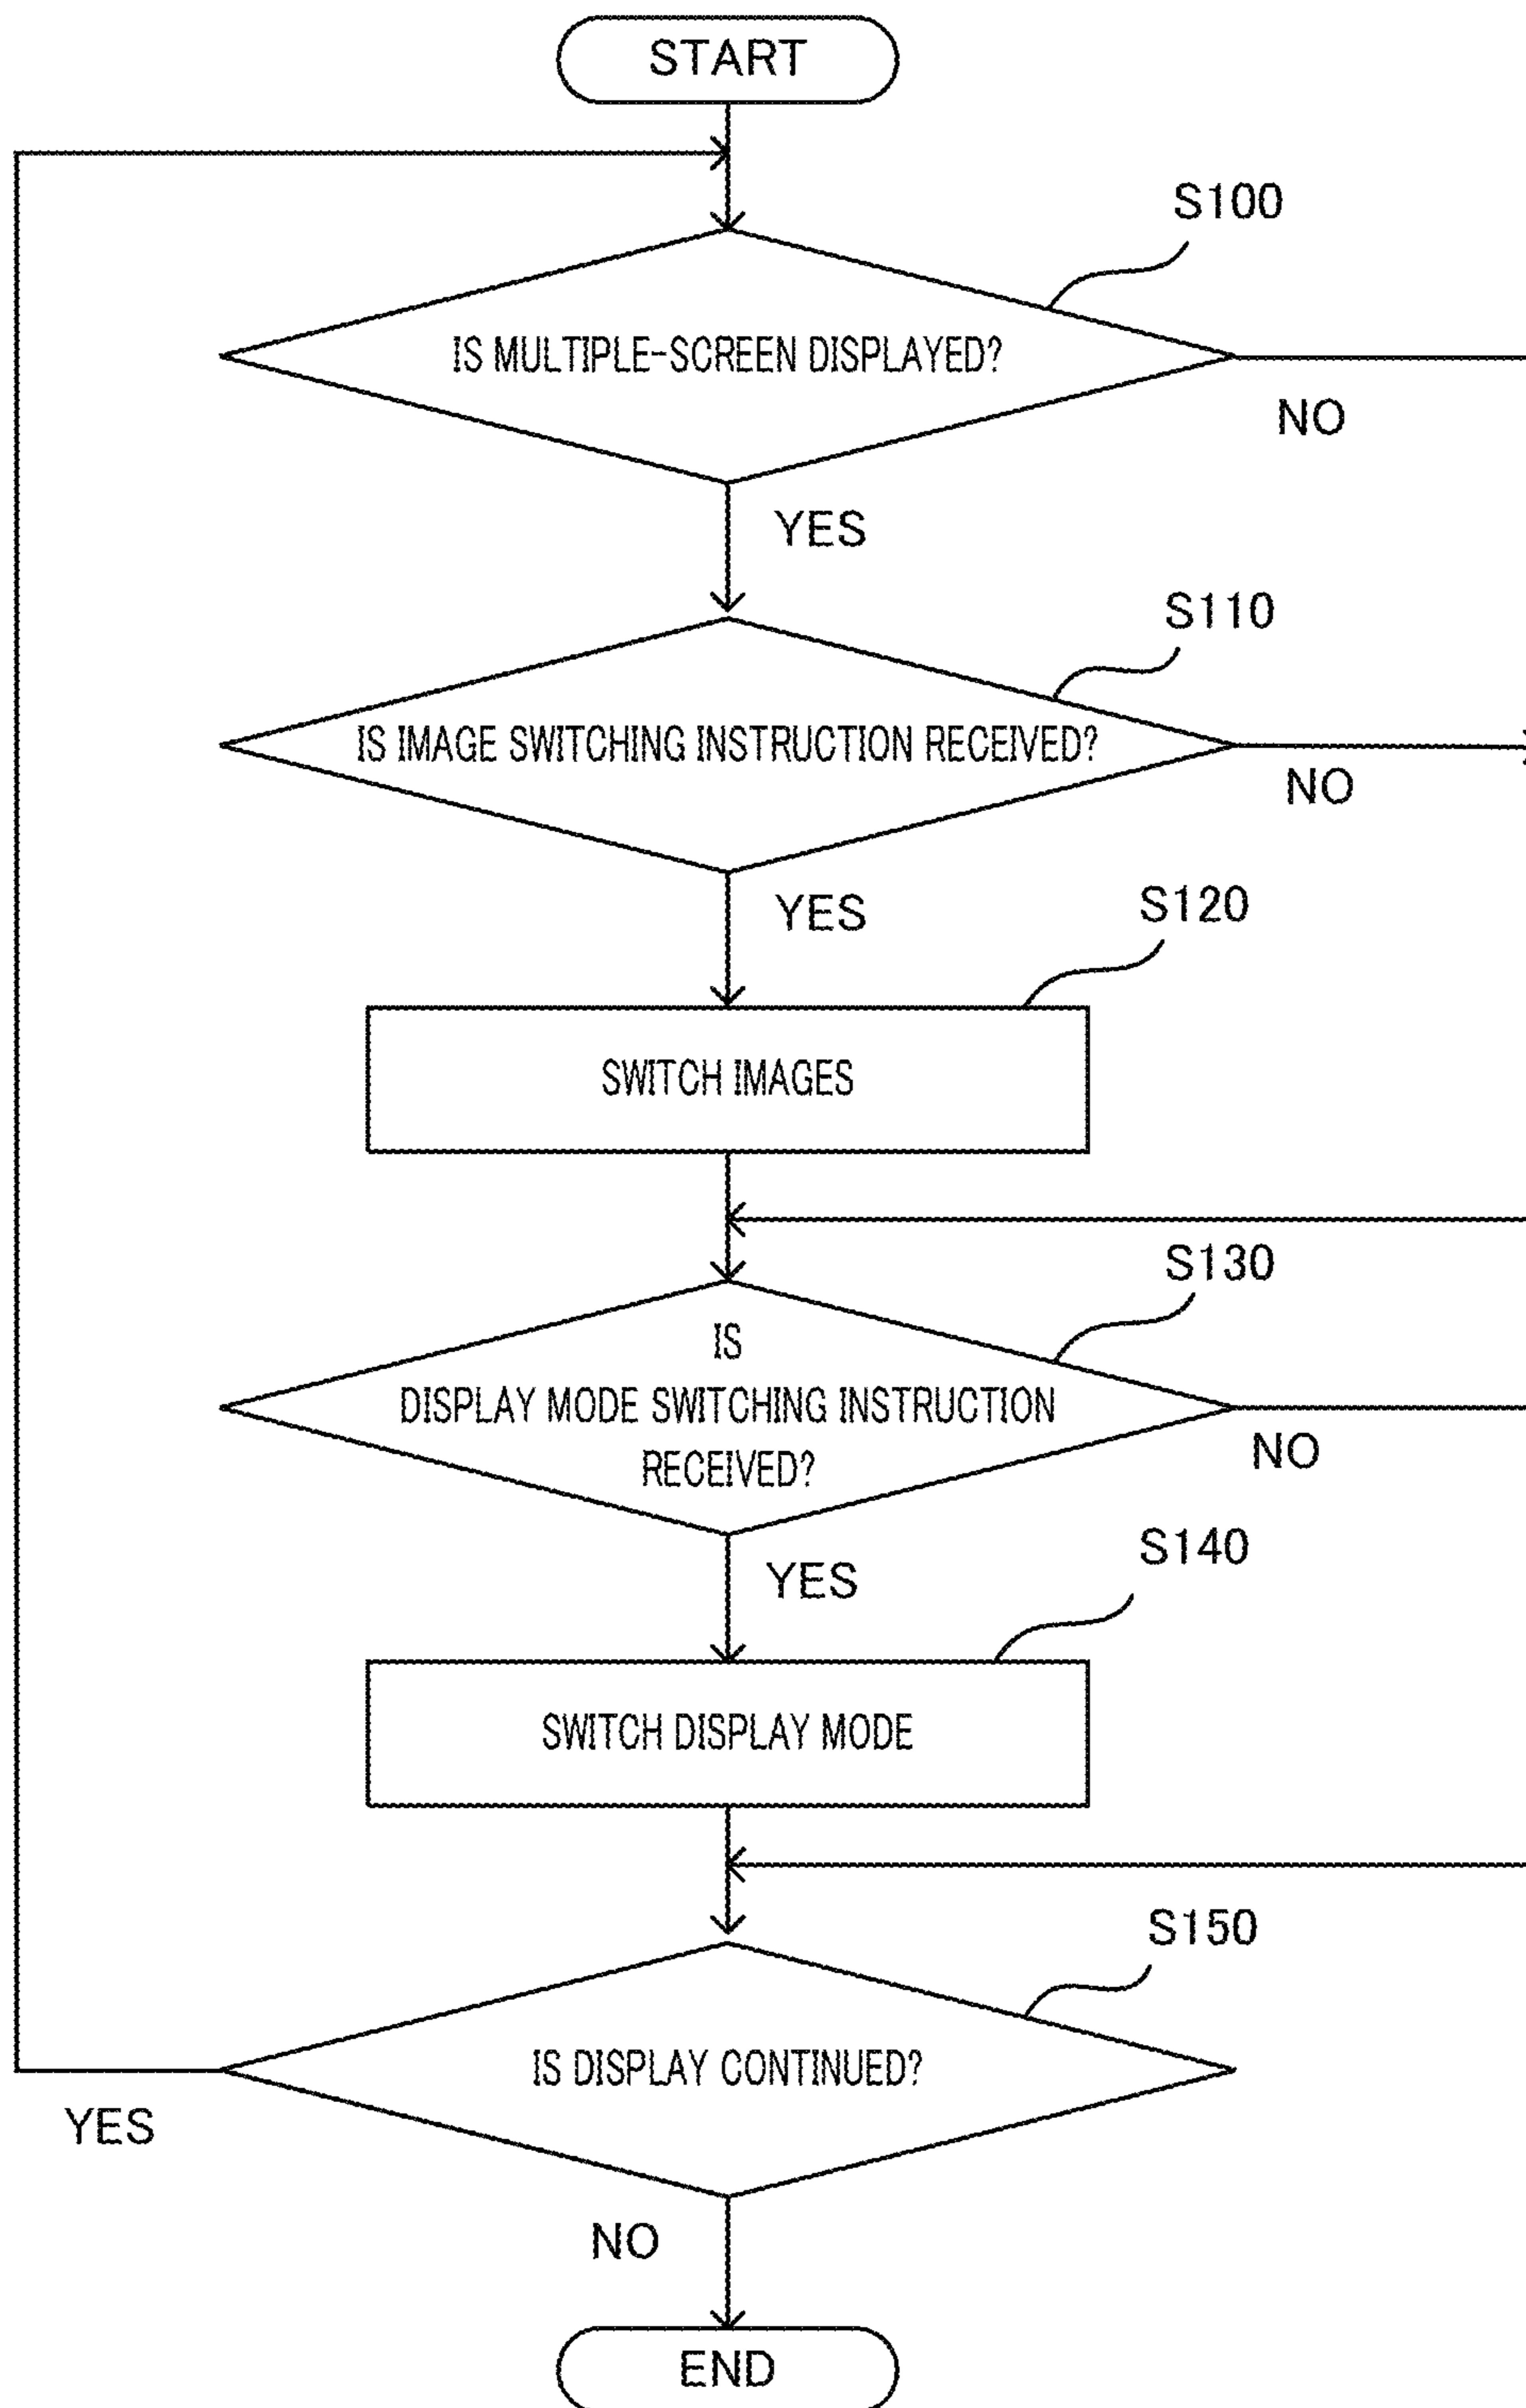 START
S100
IS MULTIPLE-SCREEN DISPLAYED?
NO
YES
S110
IS IMAGE SWITCHING INSTRUCTION RECEIVED?
NO
YES
S120
SWITCH IMAGES
S130
IS
DISPLAY MODE SWITCHING INSTRUCTION
RECEIVED?
NO
YES
S140
SWITCH DISPLAY MODE
S150
IS DISPLAY CONTINUED?
YES
NO
END